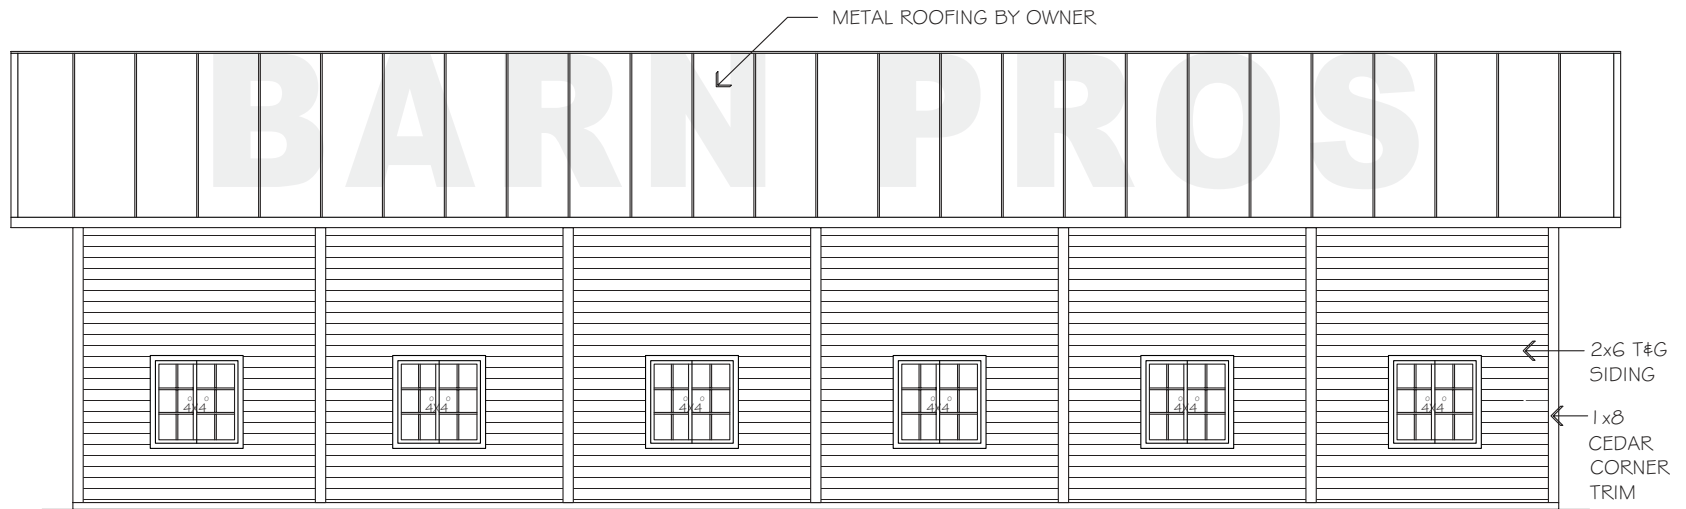 METAL ROOFING BY OWNER
BARN PROS
2x6 T&G
SIDING
1x8
CEDAR
CORNER
TRIM
4x4 4x4 4x4 4x4 4x4 4x4